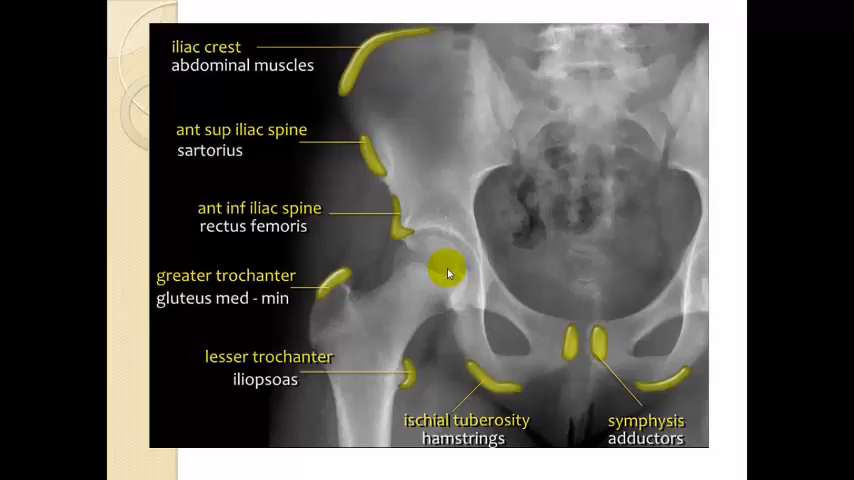 iliac crest
abdominal muscles
ant sup iliac spine
sartorius
ant inf iliac spine
rectus femoris
greater trochanter
gluteus med - min
lesser trochanter
iliopsoas
ischial tuberosity
hamstrings
symphysis
adductors